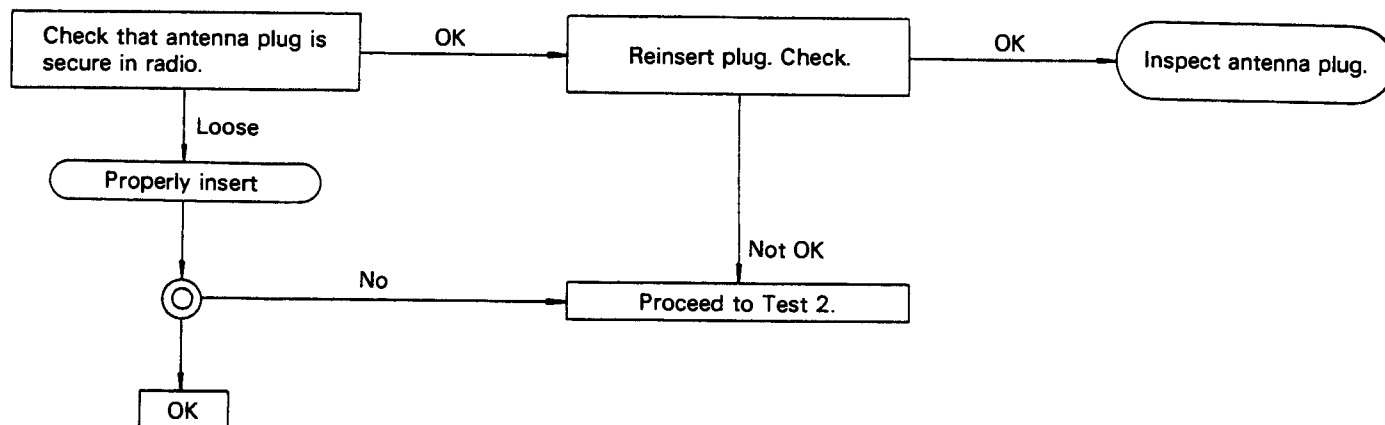 Check that antenna plug is
secure in radio.
OK
Reinsert plug. Check.
OK
Inspect antenna plug.
Loose
Properly insert
Not OK
No
Proceed to Test 2.
OK